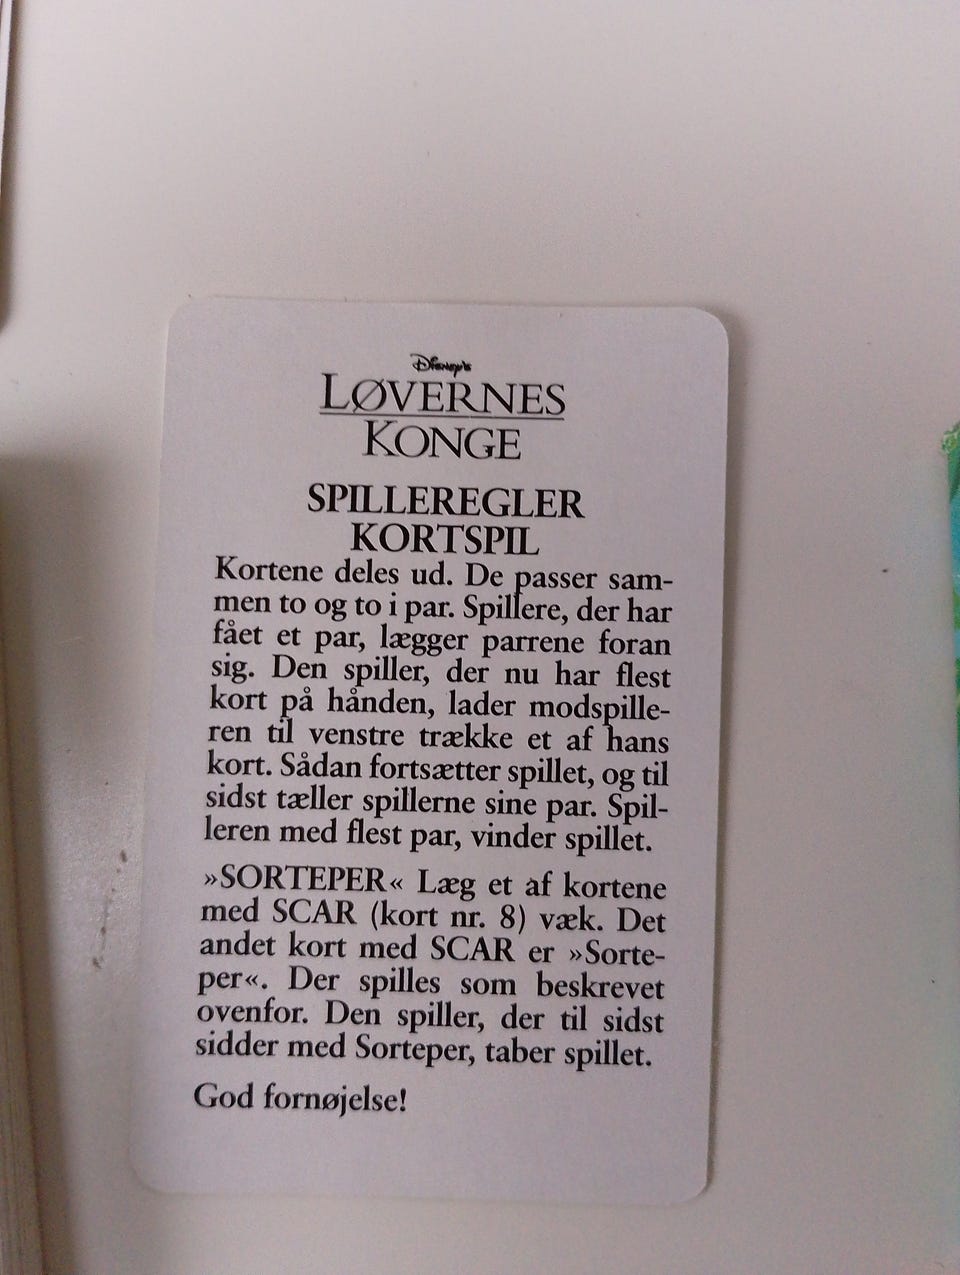 Disney's
LØVERNES
KONGE
SPILLEREGLER
KORTSPIL
Kortene deles ud. De passer sam-
men to og to i par. Spillere, der har
fået et par, lægger parrene foran
sig. Den spiller, der nu har flest
kort på hånden, lader modspille-
ren til venstre trække et af hans
kort. Sådan fortsætter spillet, og til
sidst tæller spillerne sine par. Spil-
leren med flest par, vinder spillet.
»SORTEPER« Læg et af kortene
med SCAR (kort nr. 8) væk. Det
andet kort med SCAR er »Sorte-
per«. Der spilles som beskrevet
ovenfor. Den spiller, der til sidst
sidder med Sorteper, taber spillet.
God fornøjelse!